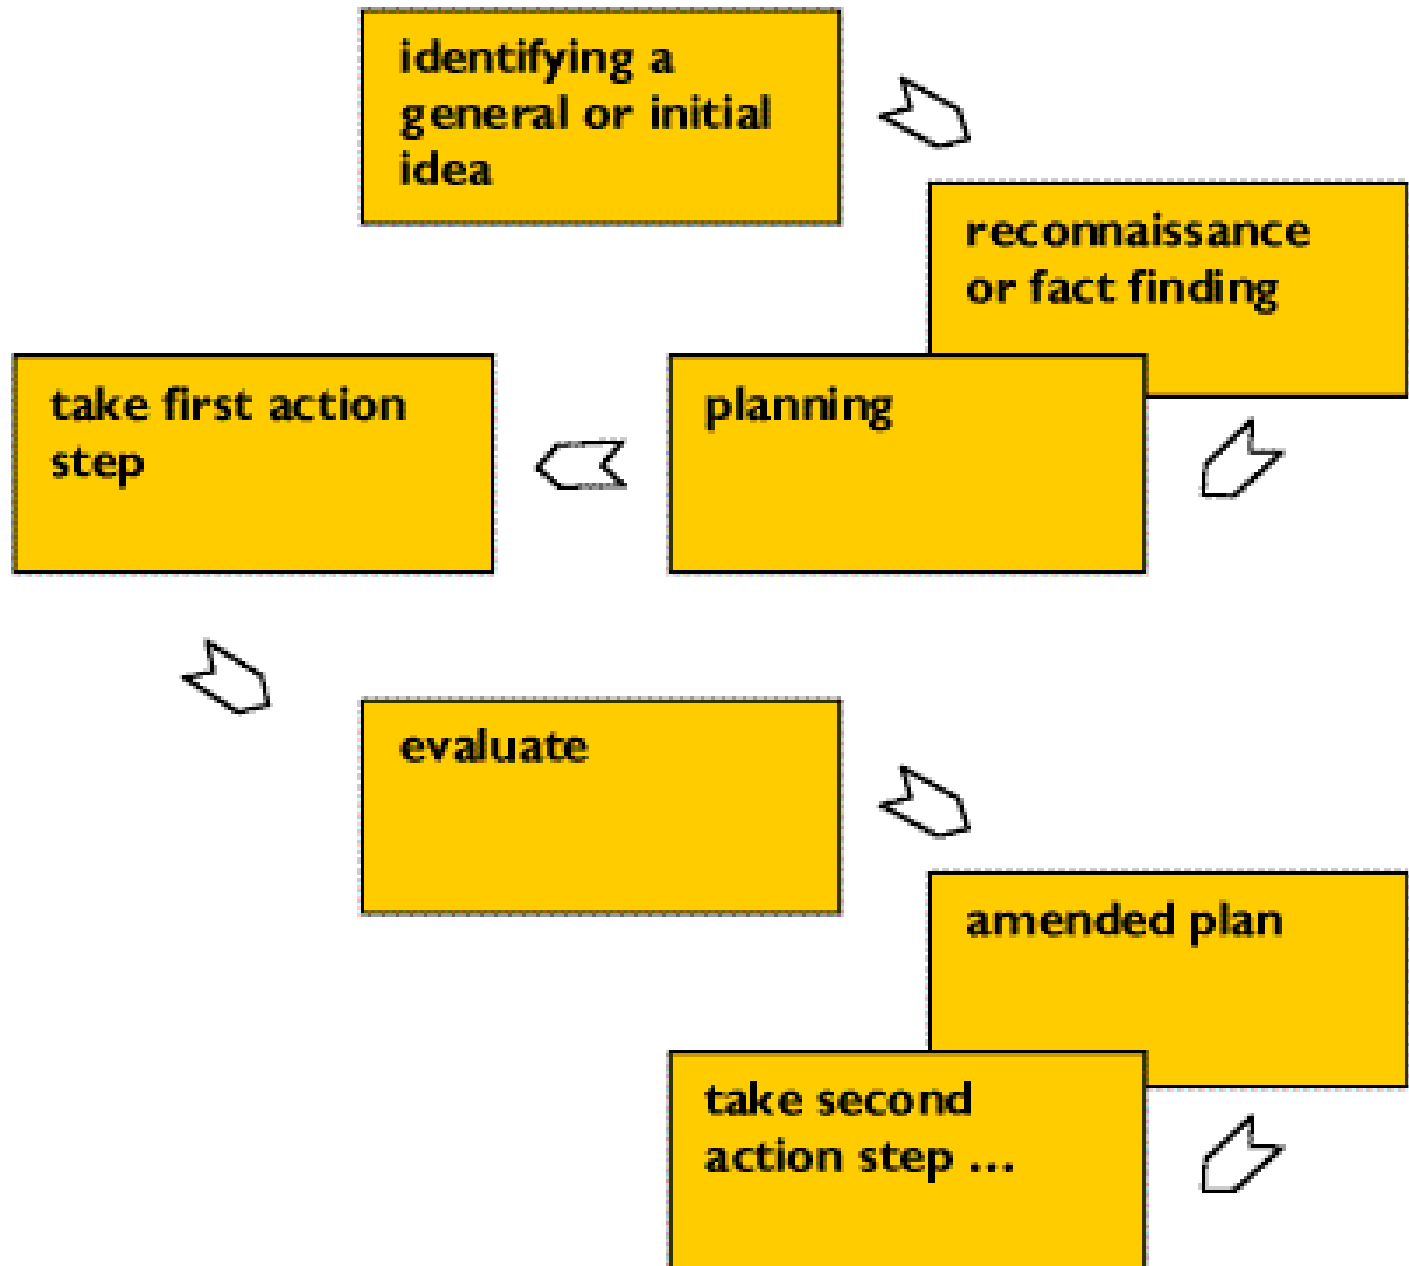 identifying a
general or initial
idea
reconnaissance
or fact finding
planning
take first action
step
evaluate
amended plan
take second
action step ...